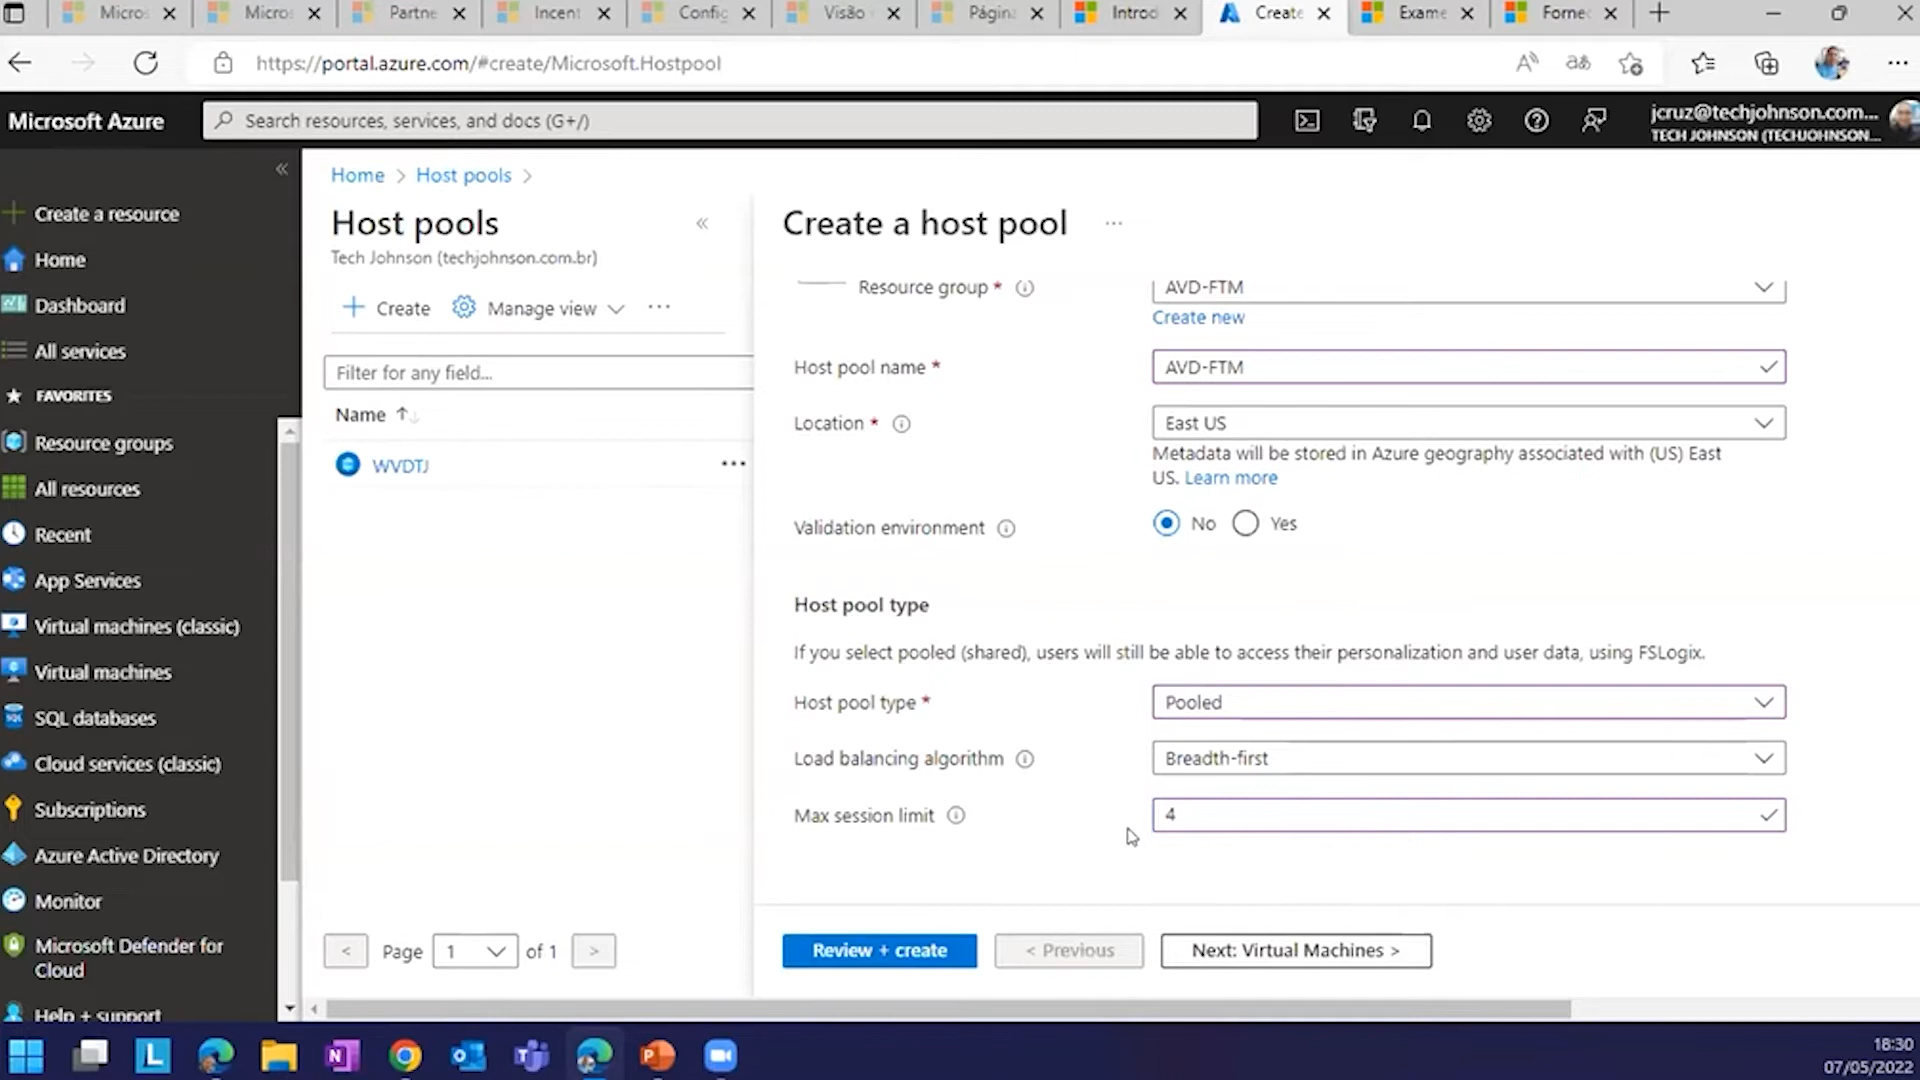 Micros
Micros
Partne
Incent
Config
Visão
Página
Introd
Create
Exame
Forne
https://portal.azure.com/#create/Microsoft.Hostpool
Microsoft Azure
Search resources, services, and docs (G+/)
jcruz@techjohnson.com...
TECH JOHNSON (TECHJOHNSON...
Create a resource
Home
Dashboard
All services
FAVORITES
Resource groups
All resources
Recent
App Services
Virtual machines (classic)
Virtual machines
SQL databases
Cloud services (classic)
Subscriptions
Azure Active Directory
Monitor
Microsoft Defender for
Cloud
Help + support
Home > Host pools >
Host pools
Tech Johnson (techjohnson.com.br)
Create
Manage view
Filter for any field...
Name
WVDTJ
< Page 1 of 1 >
Create a host pool
Resource group * AVD-FTM
Create new
Host pool name * AVD-FTM
Location * East US
Metadata will be stored in Azure geography associated with (US) East
US. Learn more
Validation environment No Yes
Host pool type
If you select pooled (shared), users will still be able to access their personalization and user data, using FSLogix.
Host pool type * Pooled
Load balancing algorithm Breadth-first
Max session limit 4
Review + create
< Previous
Next: Virtual Machines >
18:30
07/05/2022